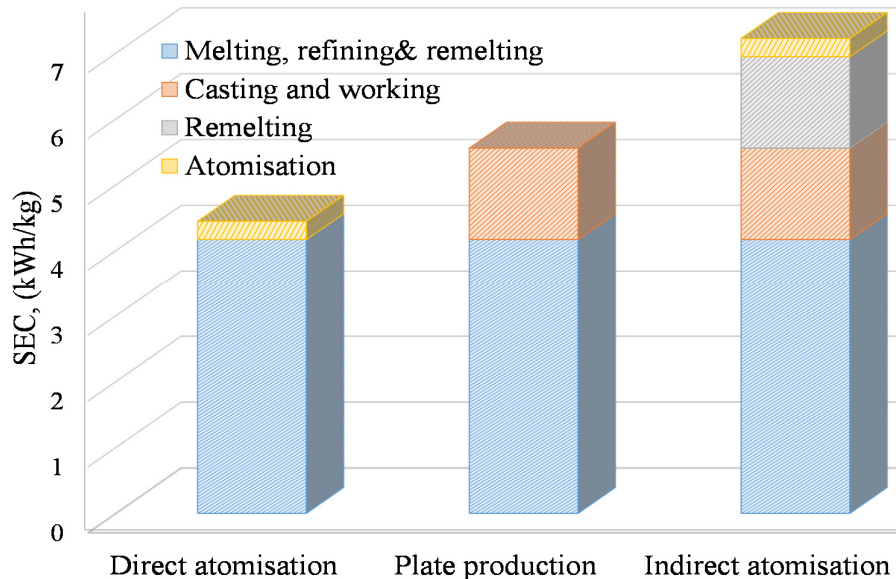 Melting, refining& remelting
Casting and working
Remelting
Atomisation
7
6
5
4
3
2
1
0
SEC, (kWh/kg)
Direct atomisation Plate production Indirect atomisation